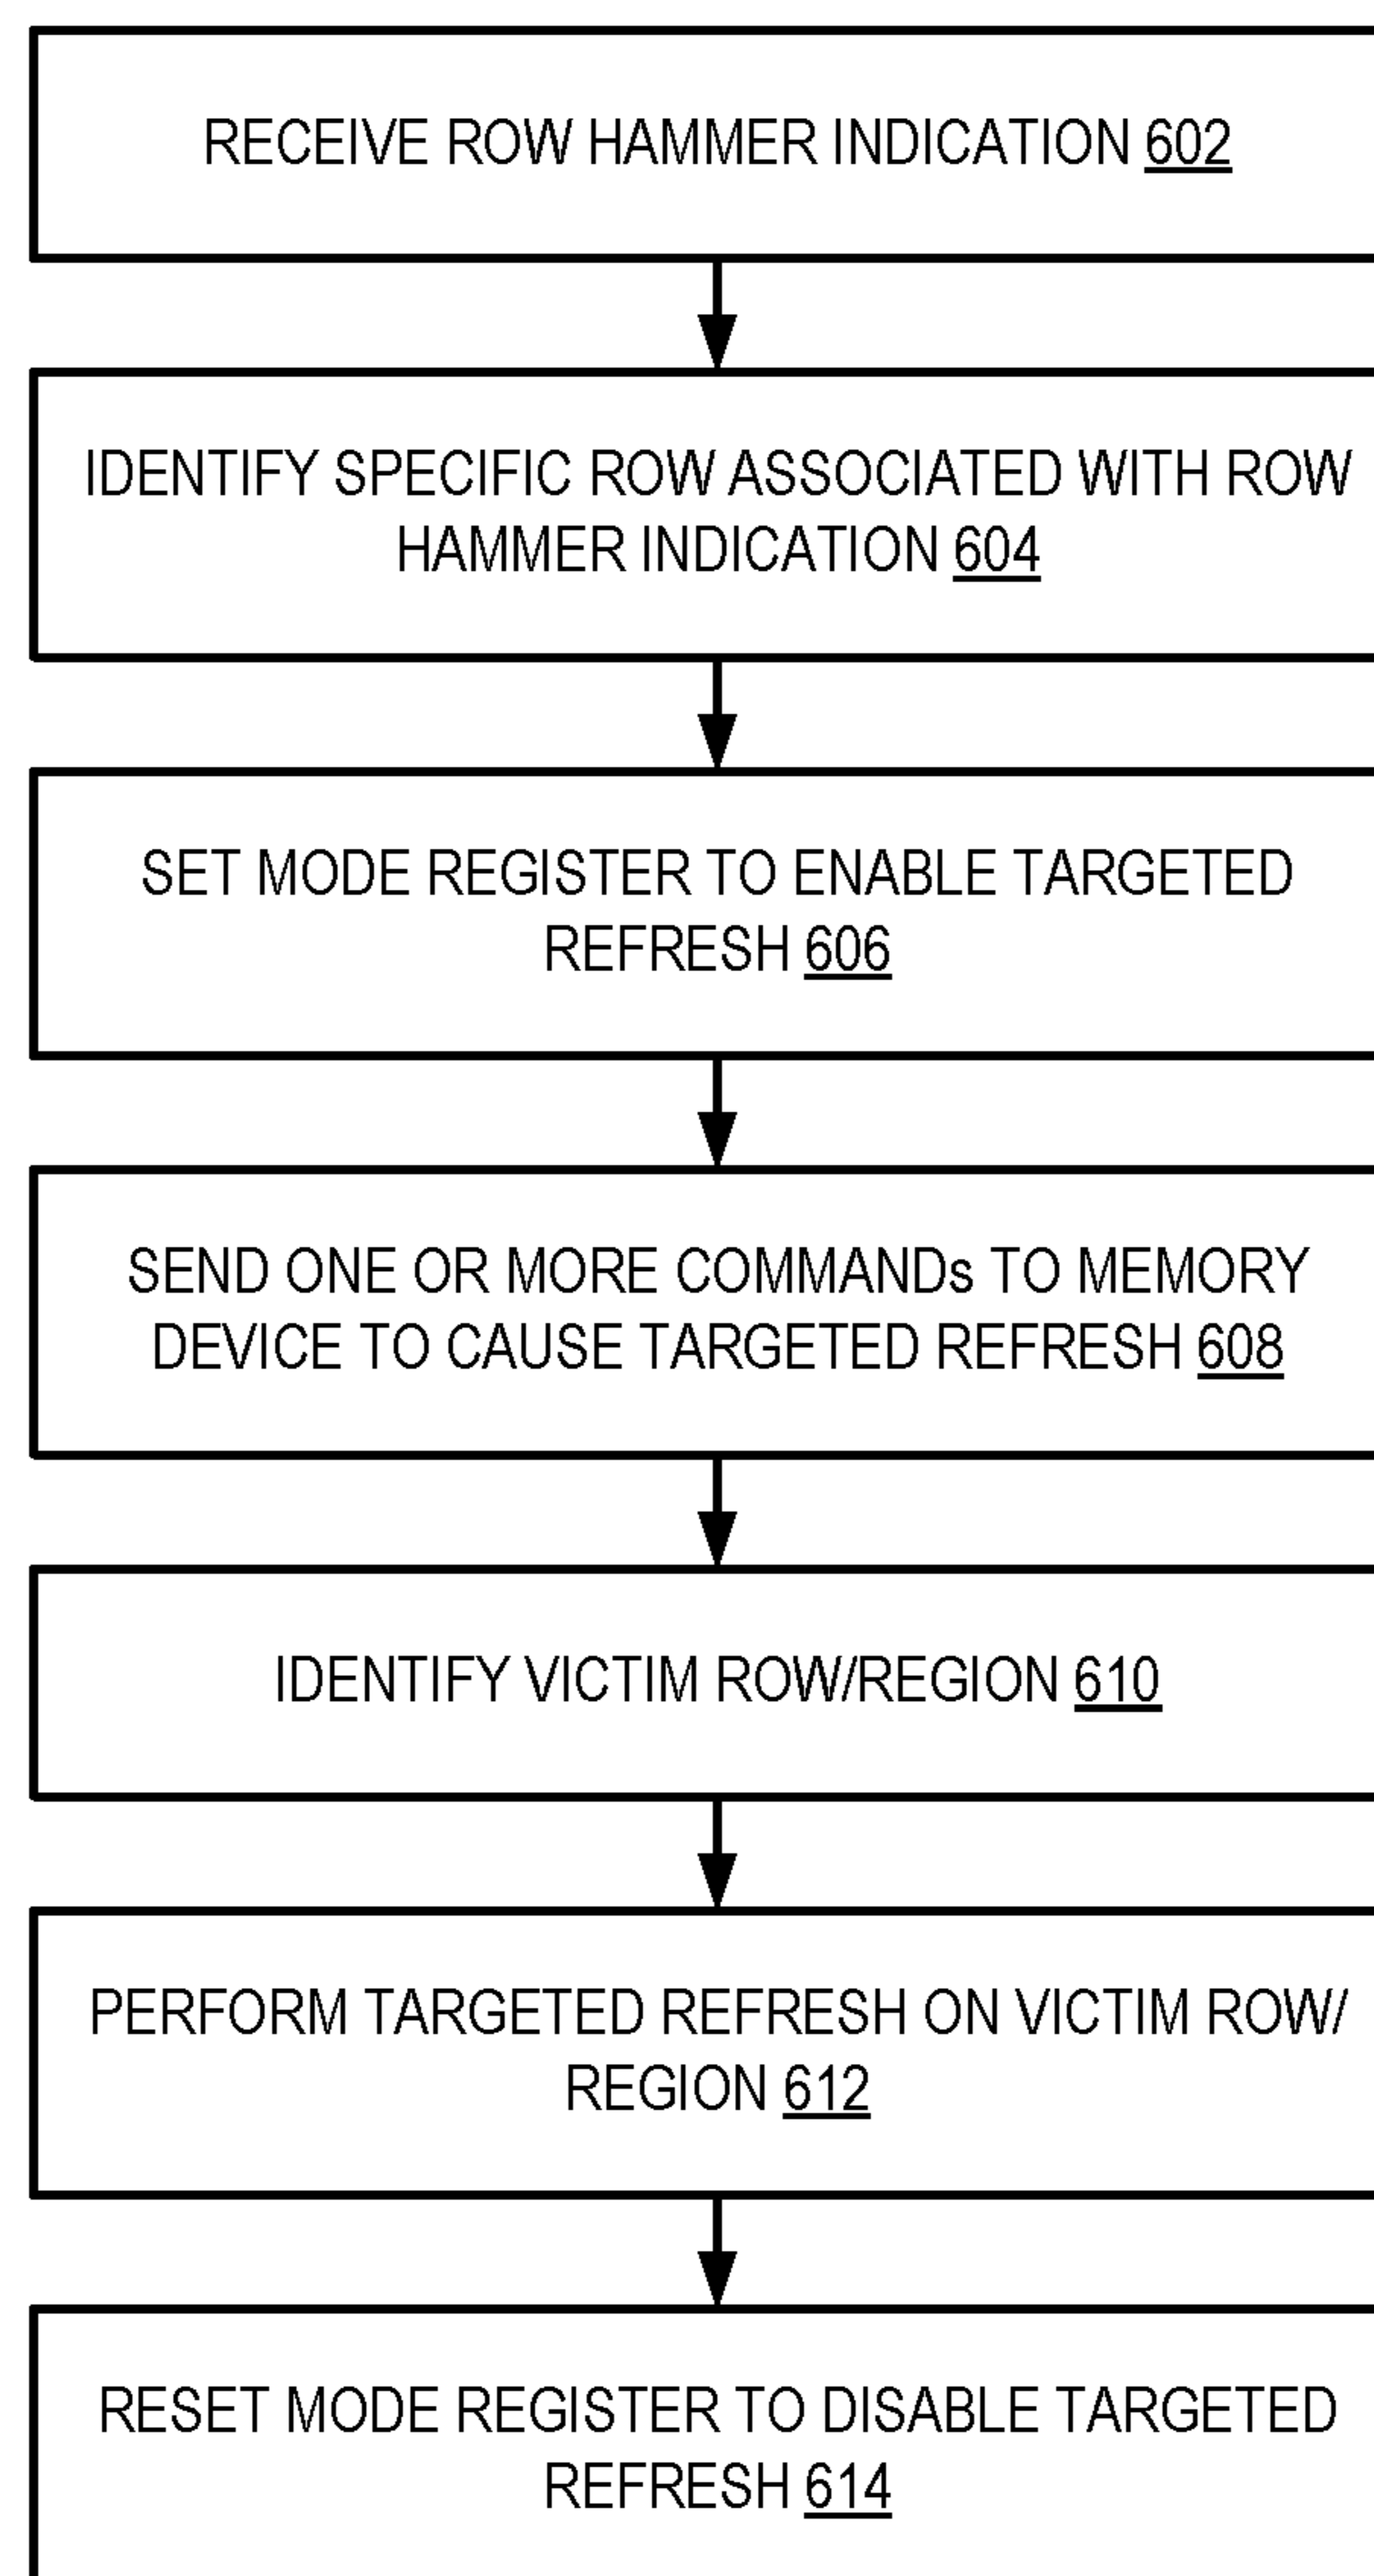 RECEIVE ROW HAMMER INDICATION 602
IDENTIFY SPECIFIC ROW ASSOCIATED WITH ROW
HAMMER INDICATION 604
SET MODE REGISTER TO ENABLE TARGETED
REFRESH 606
SEND ONE OR MORE COMMANDs TO MEMORY
DEVICE TO CAUSE TARGETED REFRESH 608
IDENTIFY VICTIM ROW/REGION 610
PERFORM TARGETED REFRESH ON VICTIM ROW/
REGION 612
RESET MODE REGISTER TO DISABLE TARGETED
REFRESH 614